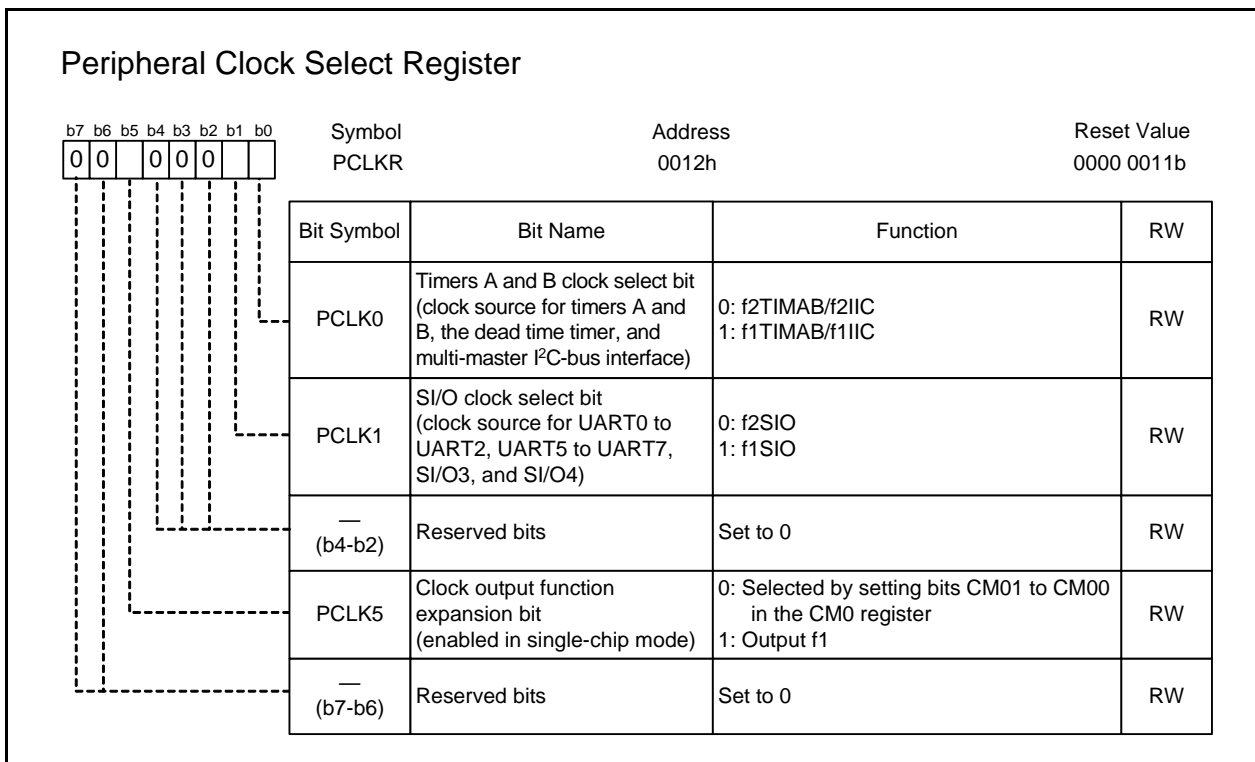 Peripheral Clock Select Register
b7 b6 b5 b4 b3 b2 b1 b0 Symbol Address Reset Value
0 0 0 0 0 PCLKR 0012h 0000 0011b
Bit Symbol Bit Name Function RW
PCLK0
Timers A and B clock select bit
(clock source for timers A and
B, the dead time timer, and
multi-master I²C-bus interface)
0: f2TIMAB/f2IIC
1: f1TIMAB/f1IIC
RW
PCLK1
SI/O clock select bit
(clock source for UART0 to
UART2, UART5 to UART7,
SI/O3, and SI/O4)
0: f2SIO
1: f1SIO
RW
—
(b4-b2)
Reserved bits
Set to 0
RW
PCLK5
Clock output function
expansion bit
(enabled in single-chip mode)
0: Selected by setting bits CM01 to CM00
in the CM0 register
1: Output f1
RW
—
(b7-b6)
Reserved bits
Set to 0
RW